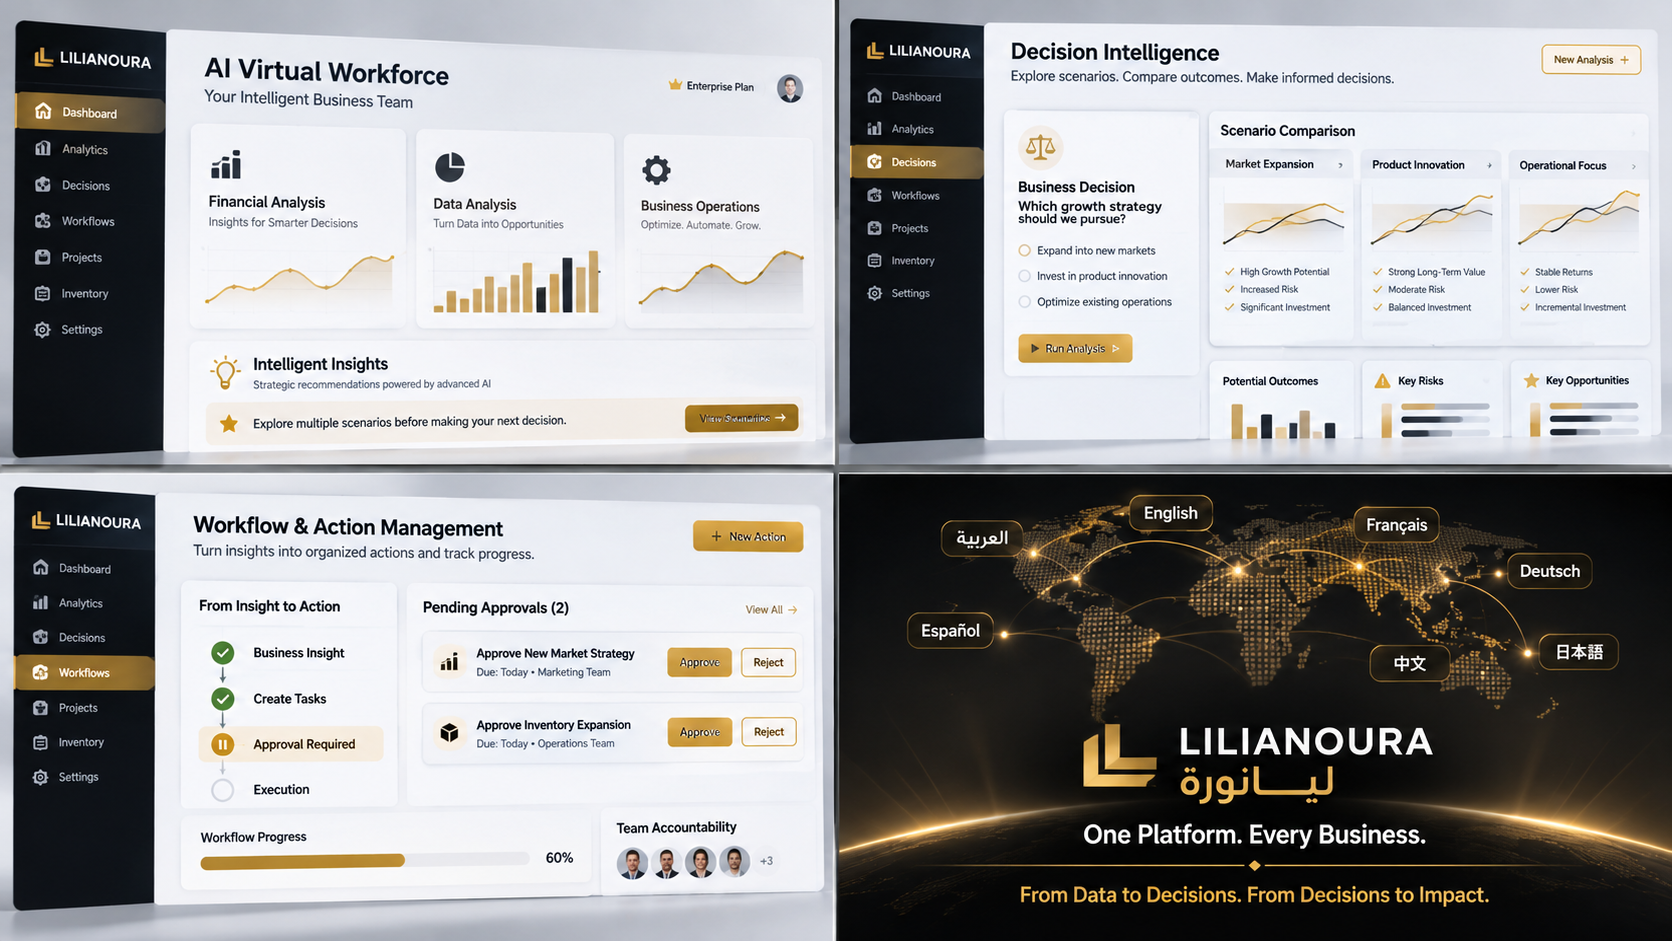 LILIANOURA
Dashboard
Analytics
Decisions
Workflows
Projects
Inventory
Settings
AI Virtual Workforce
Your Intelligent Business Team
Enterprise Plan
Financial Analysis
Insights for Smarter Decisions
Data Analysis
Turn Data into Opportunities
Business Operations
Optimize. Automate. Grow.
Intelligent Insights
Strategic recommendations powered by advanced AI
Explore multiple scenarios before making your next decision.
LILIANOURA
Dashboard
Analytics
Decisions
Workflows
Projects
Inventory
Settings
Decision Intelligence
Explore scenarios. Compare outcomes. Make informed decisions.
New Analysis
Business Decision
Which growth strategy
should we pursue?
Expand into new markets
Invest in product innovation
Optimize existing operations
Run Analysis
Scenario Comparison
Market Expansion
High Growth Potential
Increased Risk
Significant Investment
Product Innovation
Strong Long-Term Value
Moderate Risk
Balanced Investment
Operational Focus
Stable Returns
Lower Risk
Incremental Investment
Potential Outcomes
Key Risks
Key Opportunities
LILIANOURA
Dashboard
Analytics
Decisions
Workflows
Projects
Inventory
Settings
Workflow & Action Management
Turn insights into organized actions and track progress.
+ New Action
From Insight to Action
Business Insight
Create Tasks
Approval Required
Execution
Pending Approvals (2)
View All →
Approve New Market Strategy
Due: Today • Marketing Team
Approve
Reject
Approve Inventory Expansion
Due: Today • Operations Team
Approve
Reject
Workflow Progress
60%
Team Accountability
+3
English
العربية
Français
Deutsch
Español
中文
日本語
LILIANOURA
ليـانورة
One Platform. Every Business.
From Data to Decisions. From Decisions to Impact.